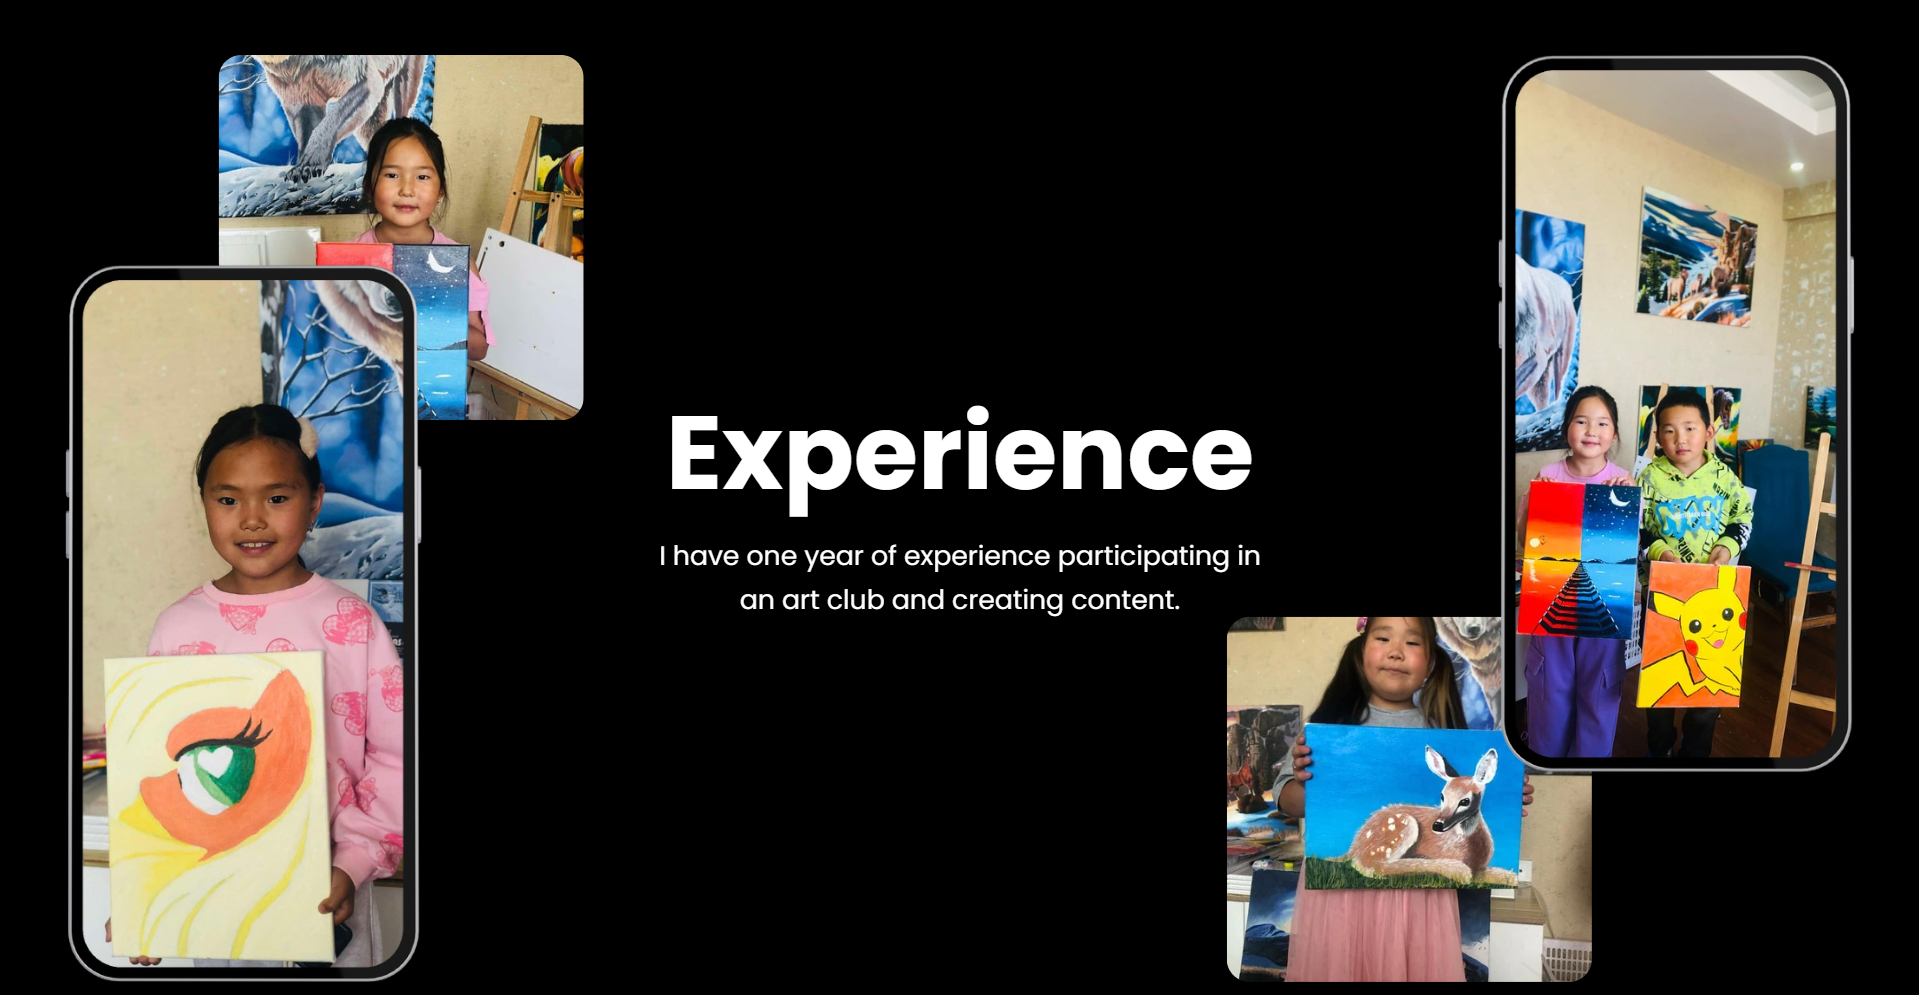 Experience
I have one year of experience participating in
an art club and creating content.